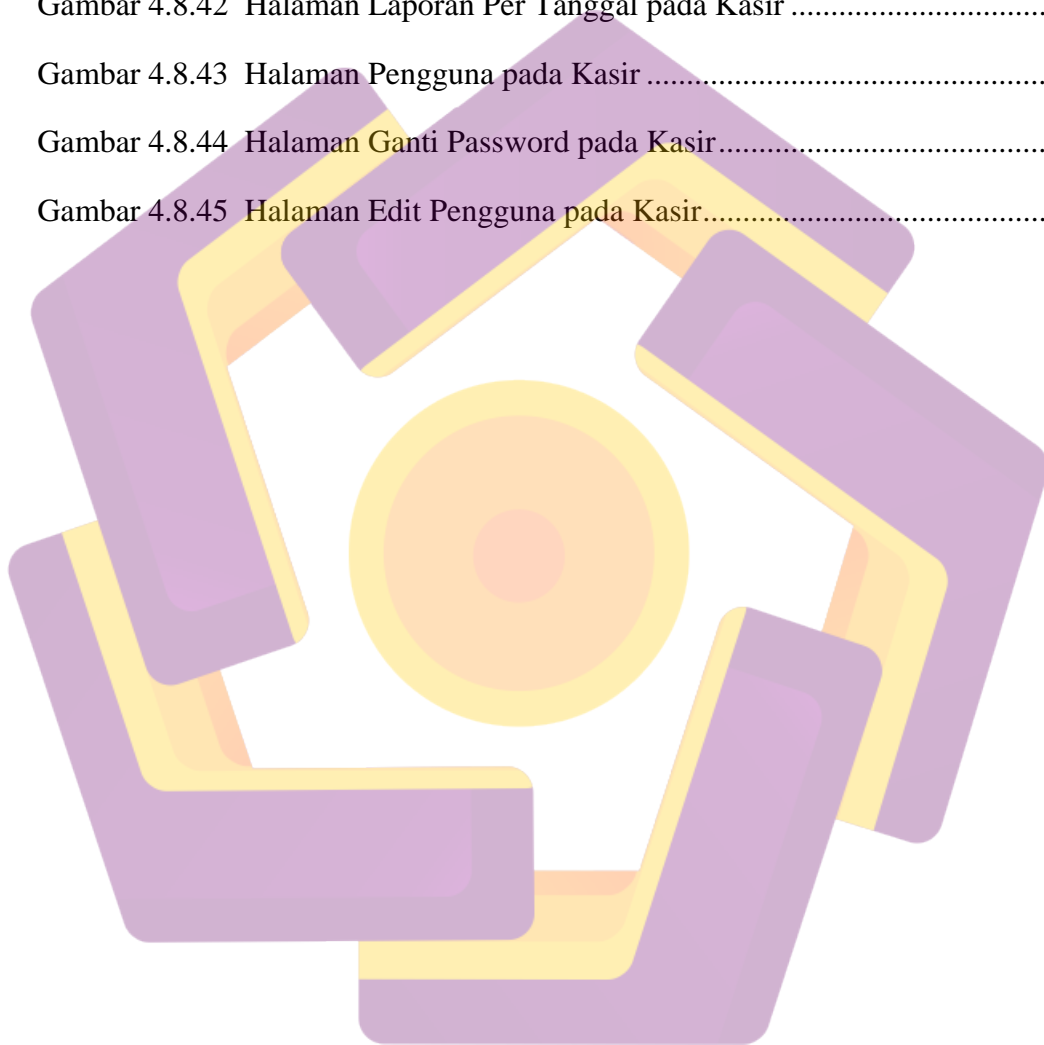 Gambar 4.8.42 Halaman Laporan Per Tanggal pada Kasir ................................
Gambar 4.8.43 Halaman Pengguna pada Kasir ..................................................
Gambar 4.8.44 Halaman Ganti Password pada Kasir.........................................
Gambar 4.8.45 Halaman Edit Pengguna pada Kasir...........................................